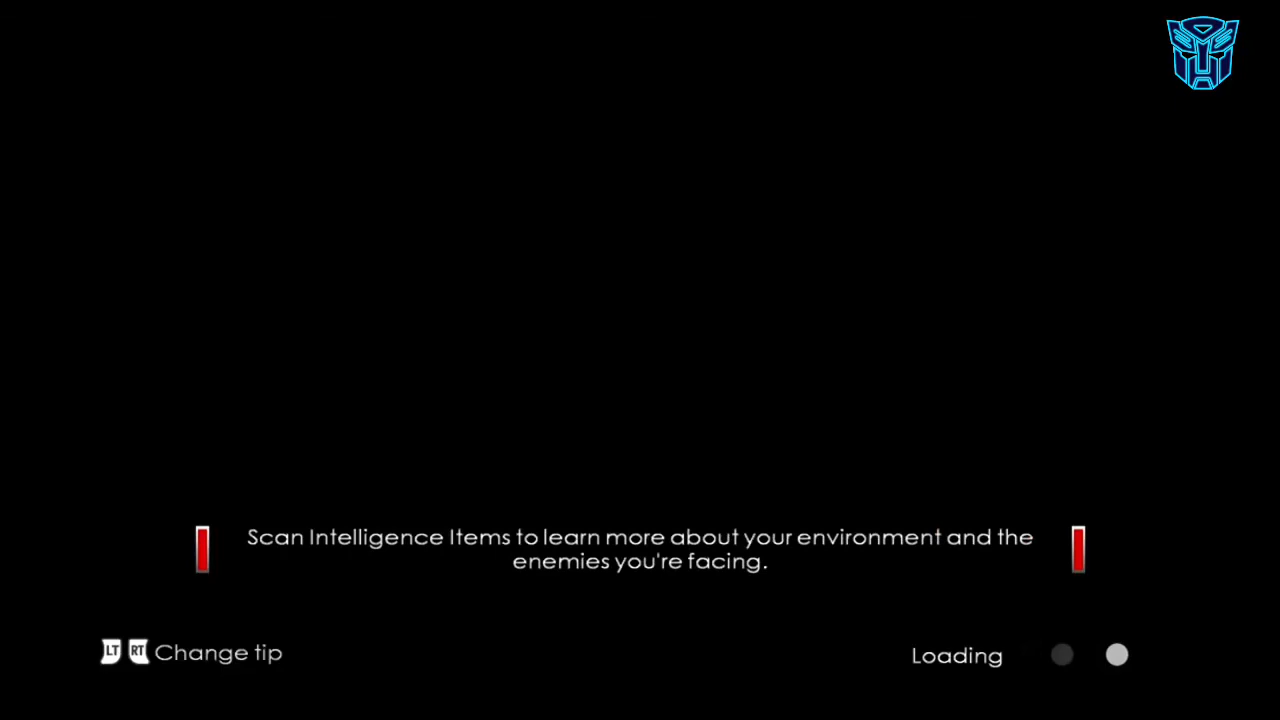 Scan Intelligence Items to learn more about your environment and the
enemies you're facing.
LT RT Change tip
Loading